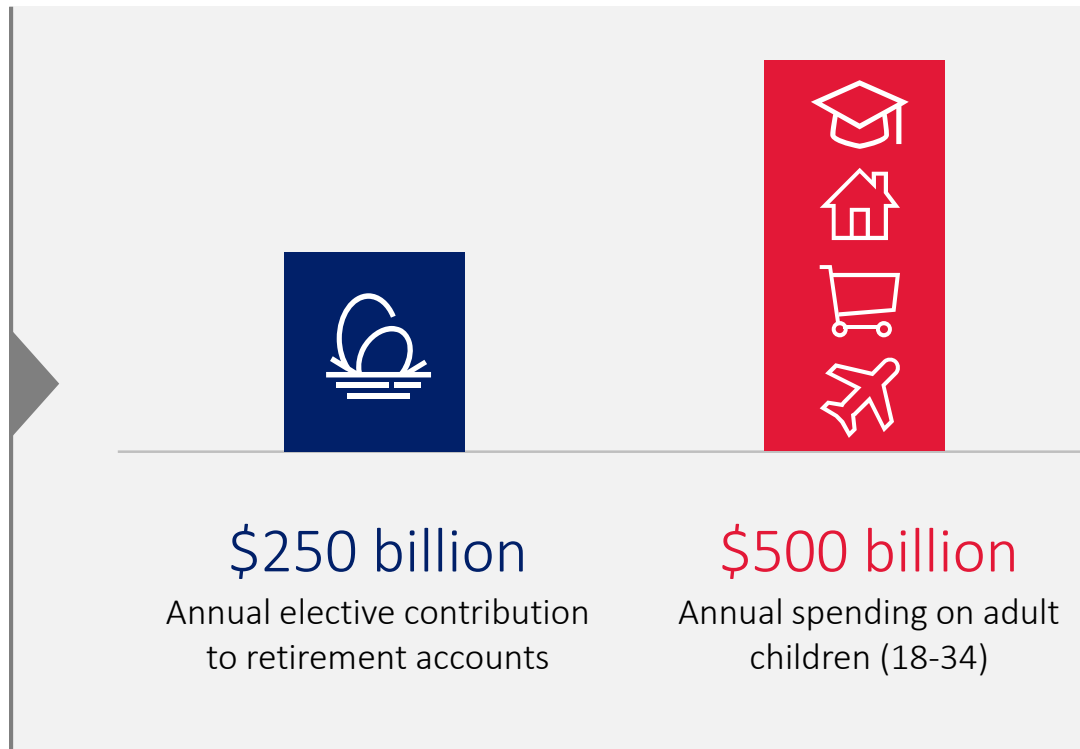 $250 billion
Annual elective contribution
to retirement accounts
$500 billion
Annual spending on adult
children (18-34)